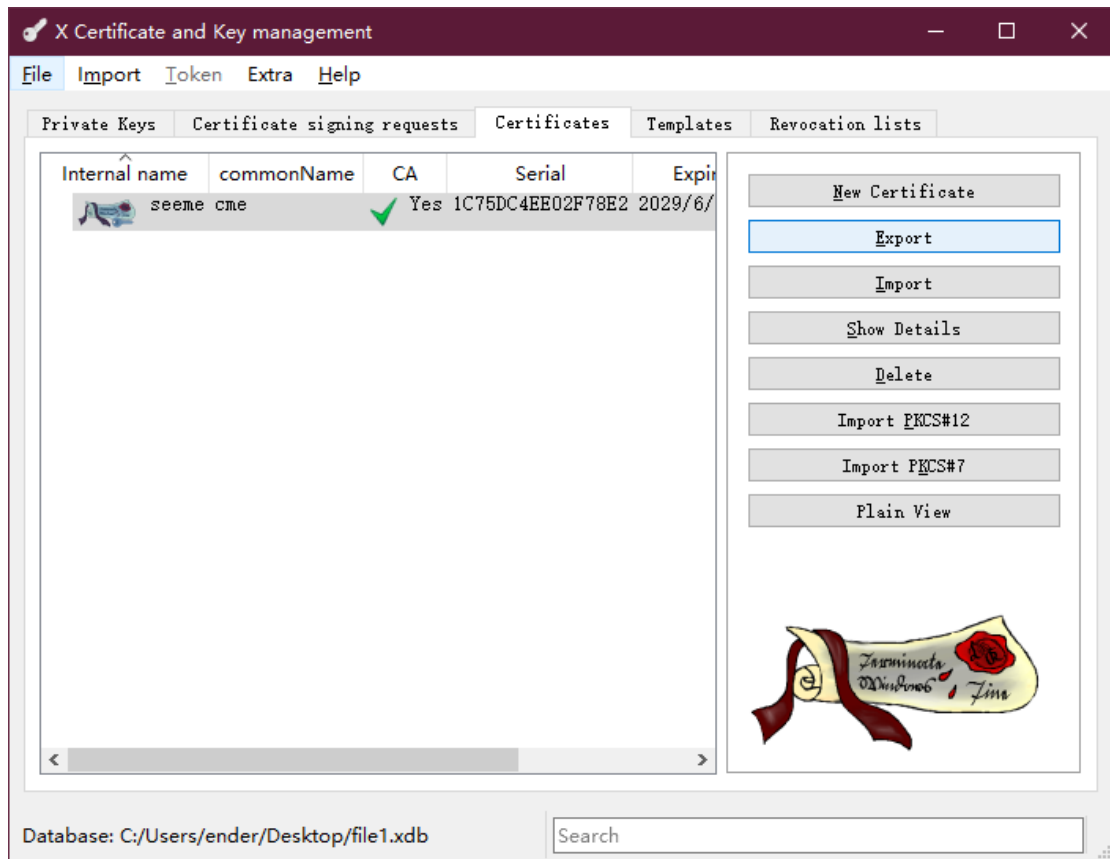 X Certificate and Key management
File Import Token Extra Help
Private Keys Certificate signing requests Certificates Templates Revocation lists
Internal name commonName CA Serial Expir
seeme cme Yes 1C75DC4EE02F78E2 2029/6/
New Certificate
Export
Import
Show Details
Delete
Import PKCS#12
Import PKCS#7
Plain View
Database: C:/Users/ender/Desktop/file1.xdb
Search